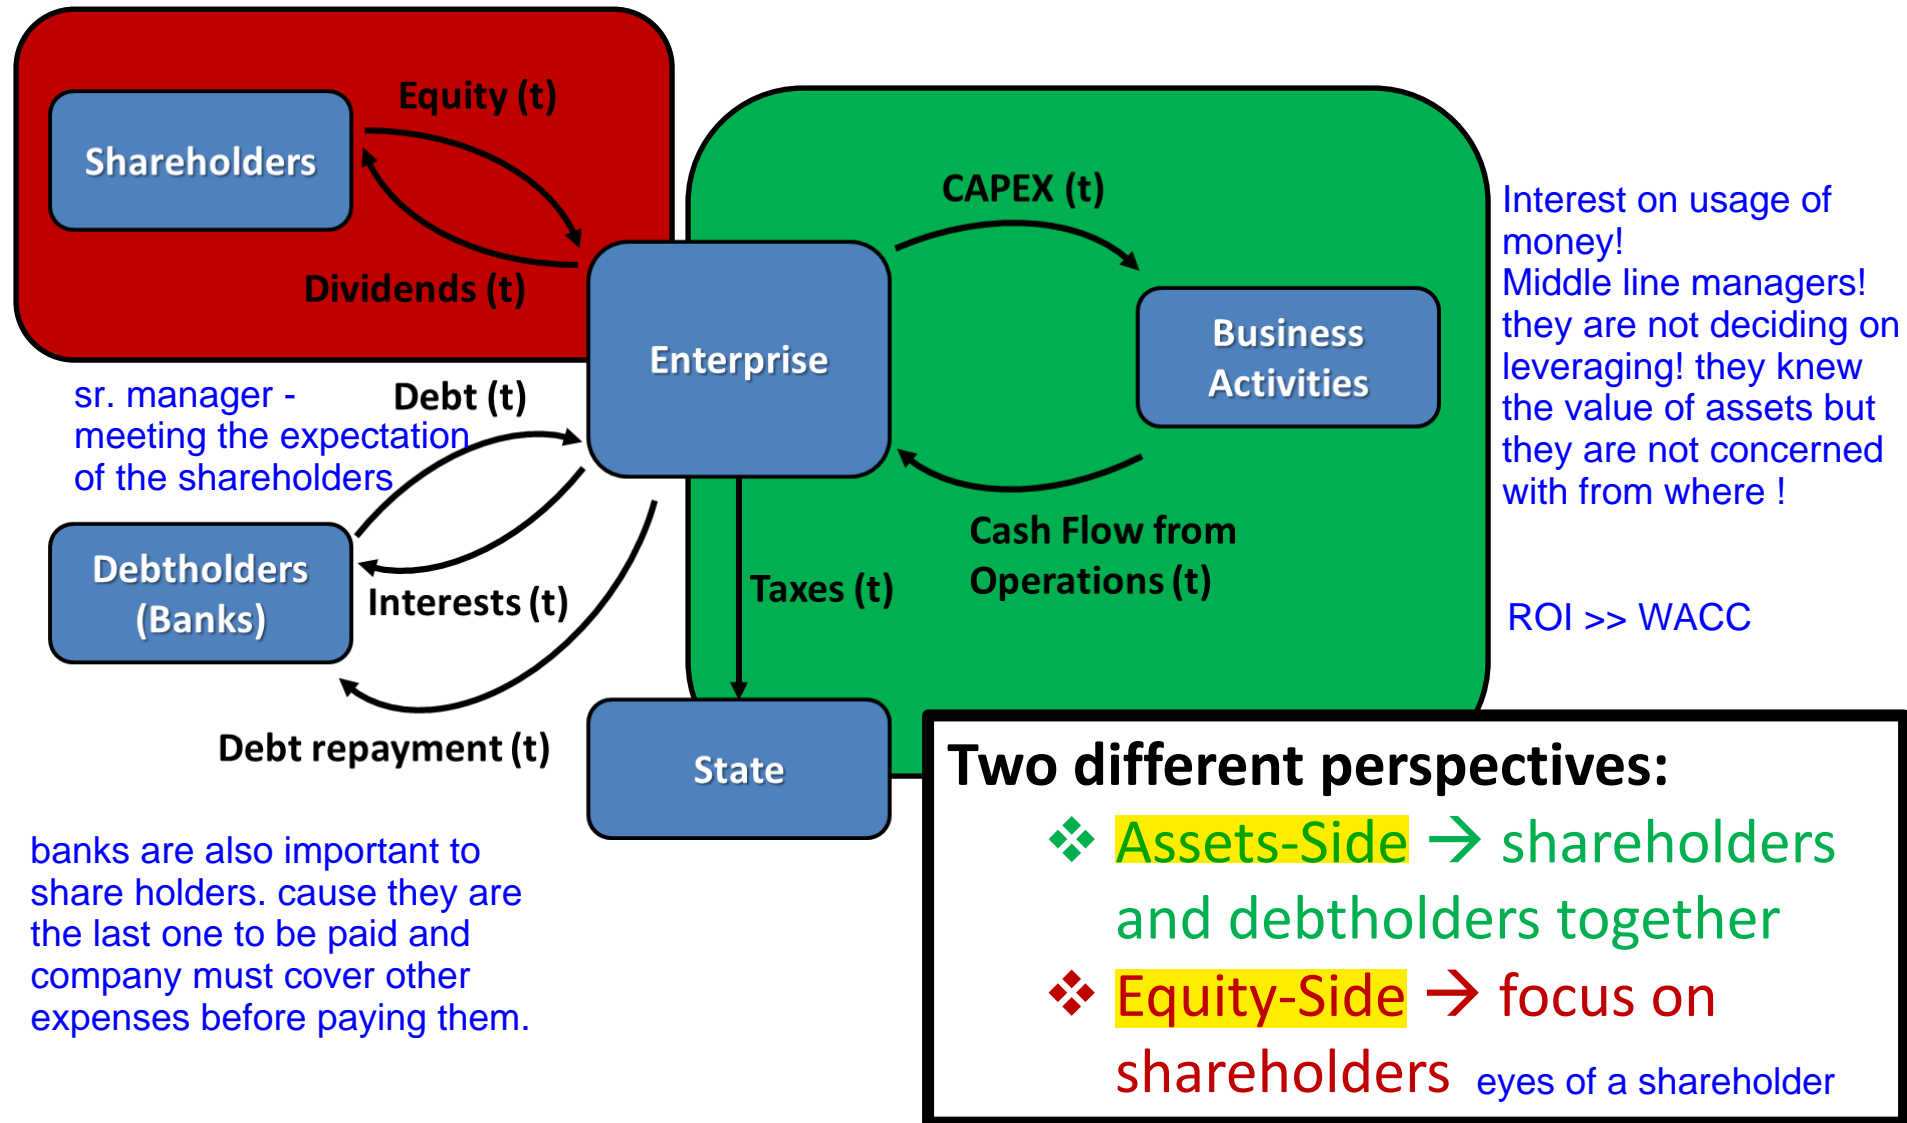 Equity (t)
Shareholders
Dividends (t)
CAPEX (t)
Enterprise
Business
Activities
Interest on usage of
money!
Middle line managers!
they are not deciding on
leveraging! they knew
the value of assets but
they are not concerned
with from where !
sr. manager -
meeting the expectation
of the shareholders
Debt (t)
Debtholders
(Banks)
Interests (t)
Taxes (t)
Cash Flow from
Operations (t)
ROI >> WACC
Debt repayment (t)
State
banks are also important to
share holders. cause they are
the last one to be paid and
company must cover other
expenses before paying them.
Two different perspectives:
❖ Assets-Side → shareholders
and debtholders together
❖ Equity-Side → focus on
shareholders eyes of a shareholder